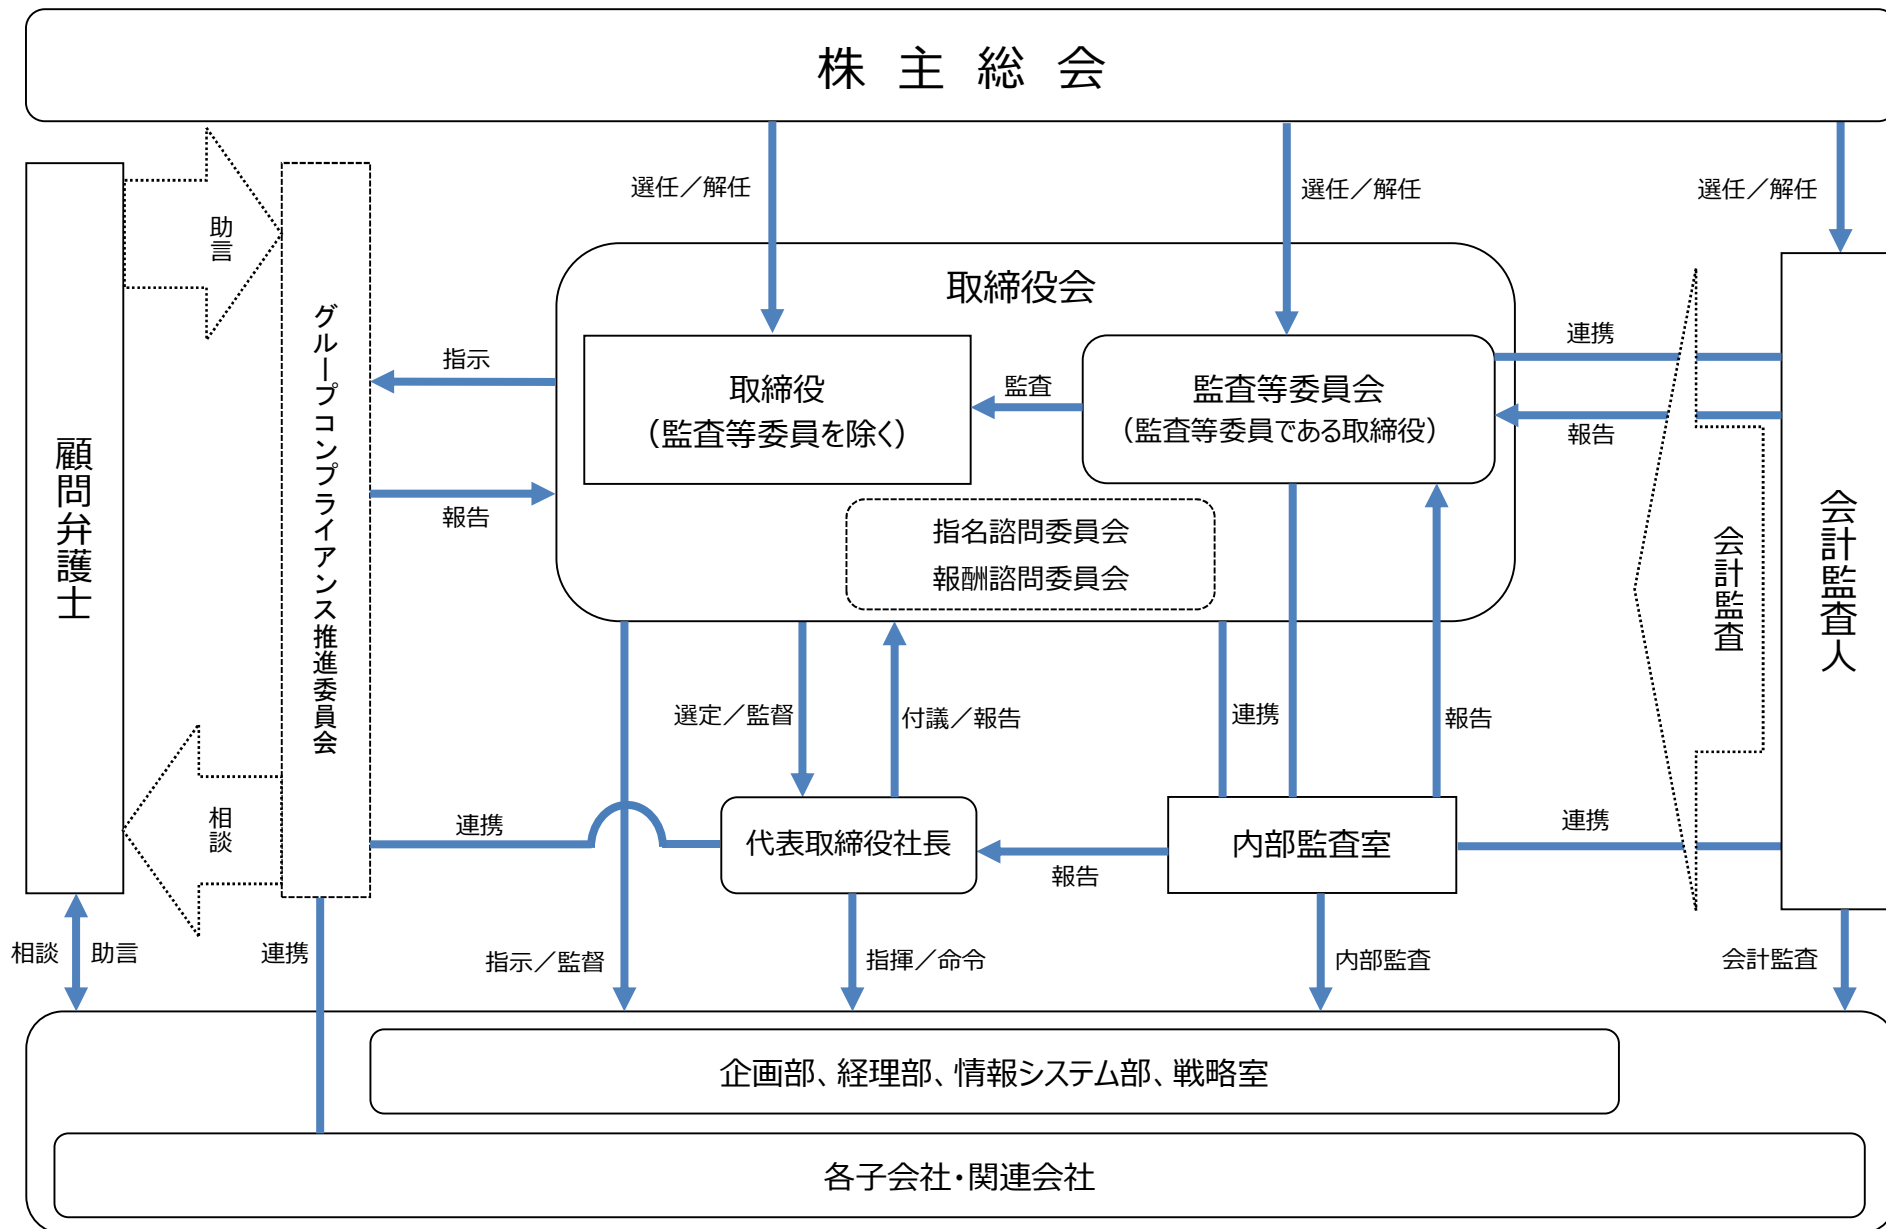 株 主 総 会
選任／解任
選任／解任
選任／解任
助言
顧問弁護士
グループコンプライアンス推進委員会
相談
指示
報告
取締役会
取締役
（監査等委員を除く）
監査
監査等委員会
（監査等委員である取締役）
指名諮問委員会
報酬諮問委員会
連携
報告
会計監査
会計監査人
選定／監督
付議／報告
連携
報告
連携
代表取締役社長
報告
内部監査室
連携
相談
助言
連携
指示／監督
指揮／命令
内部監査
会計監査
企画部、経理部、情報システム部、戦略室
各子会社・関連会社